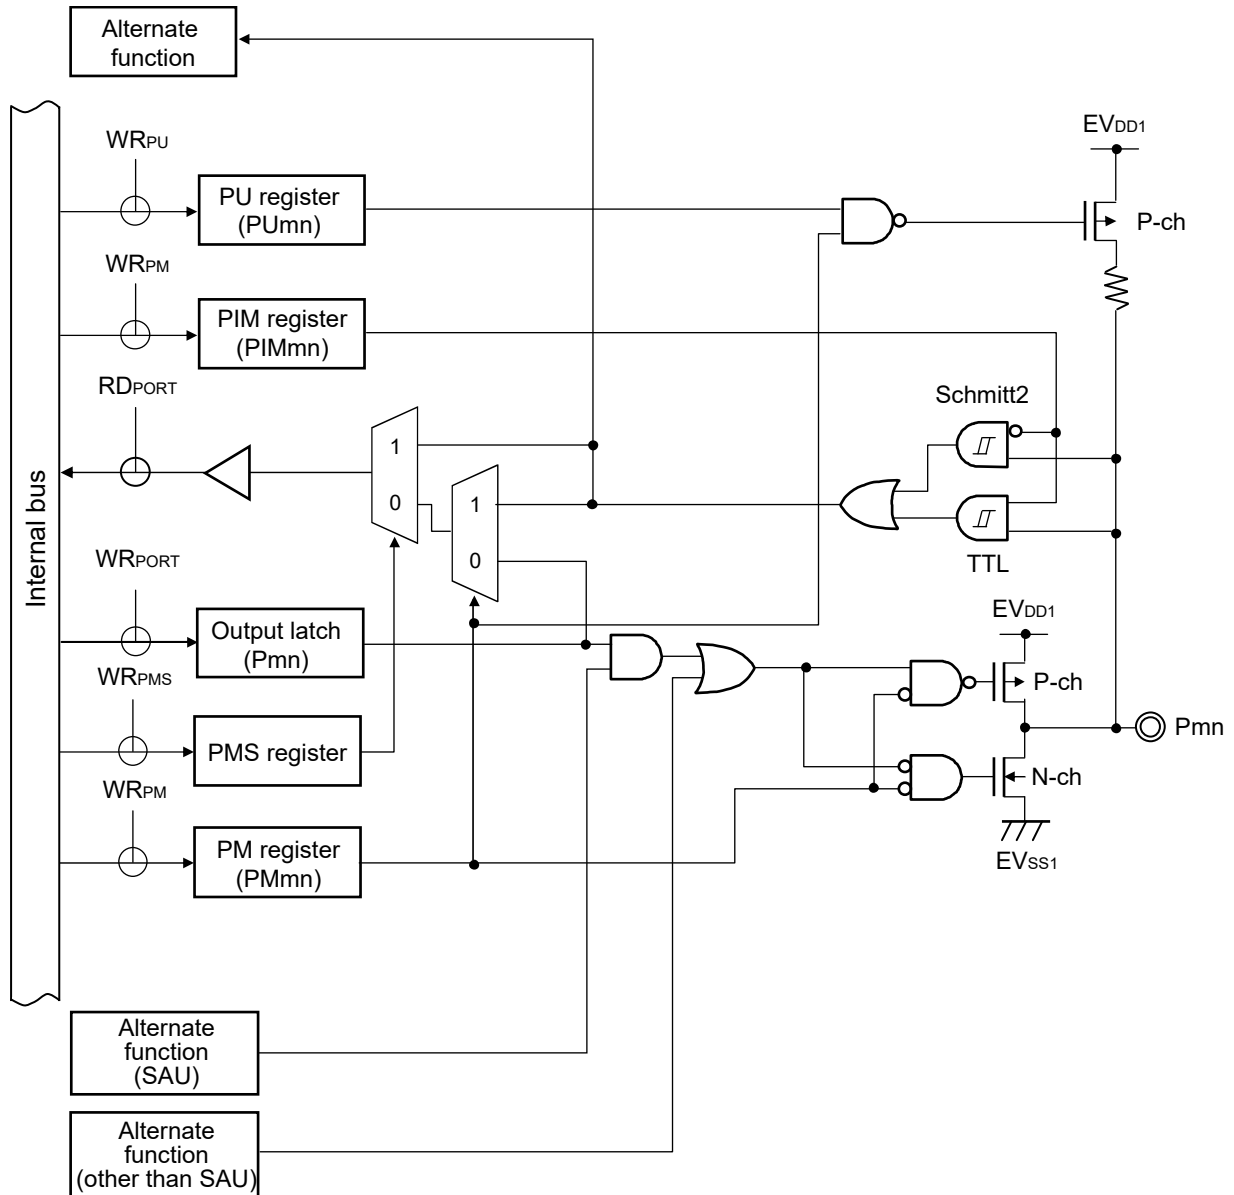 Alternate
function
EVDD1
WRPU
PU register
(PUmn)
P-ch
WRPM
PIM register
(PIMmn)
RDPORT
Schmitt2
1
0
1
0
TTL
Internal bus
WRPORT
EVDD1
Output latch
(Pmn)
WRPMS
P-ch
Pmn
PMS register
N-ch
WRPM
PM register
(PMmn)
EVSS1
Alternate
function
(SAU)
Alternate
function
(other than SAU)